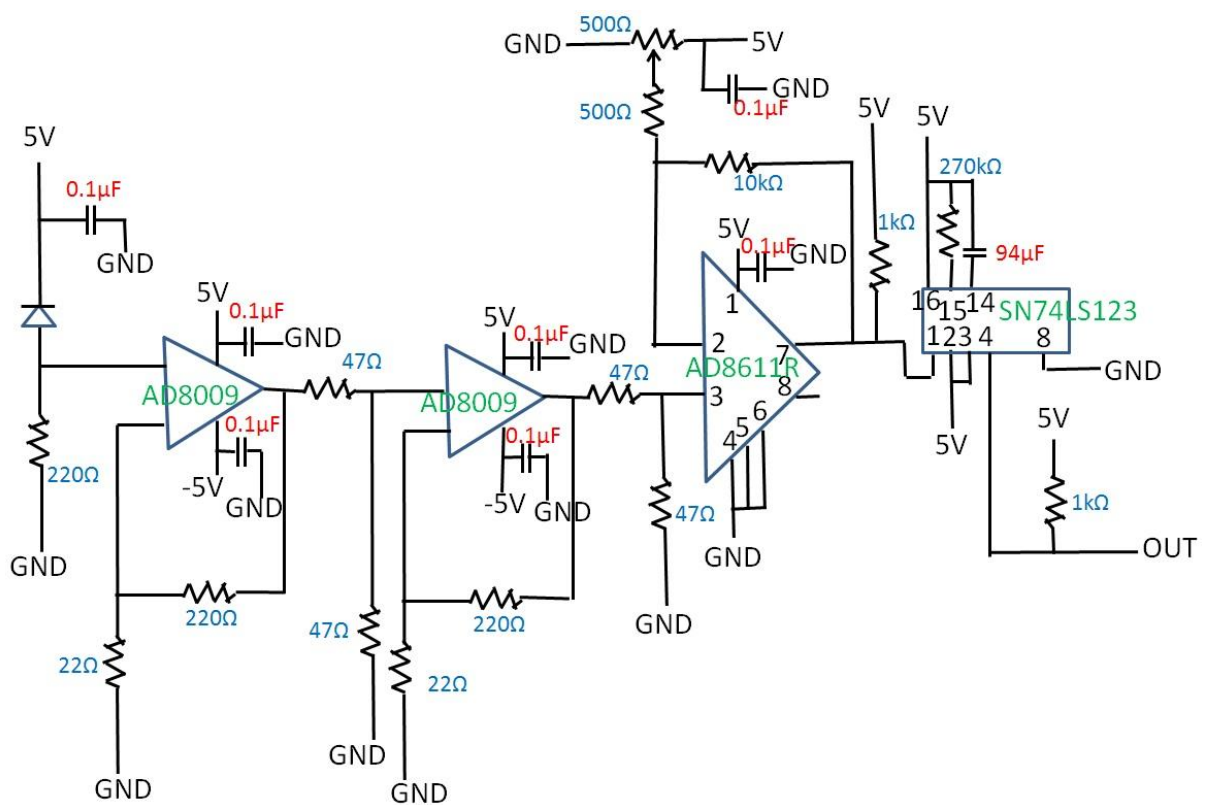 500Ω
GND
5V
GND
0.1μF
500Ω
5V
0.1μF
GND
10kΩ
5V
5V
270kΩ
1kΩ
94μF
5V
0.1μF
GND
1
2
3
4
5
6
7
8
AD8611R
16
15
14
SN74LS123
1
2
3
4
8
GND
5V
5V
1kΩ
OUT
5V
0.1μF
GND
AD8009
0.1μF
-5V
GND
47Ω
220Ω
GND
220Ω
22Ω
GND
5V
0.1μF
GND
AD8009
0.1μF
-5V
GND
47Ω
47Ω
GND
220Ω
22Ω
GND
47Ω
GND
GND